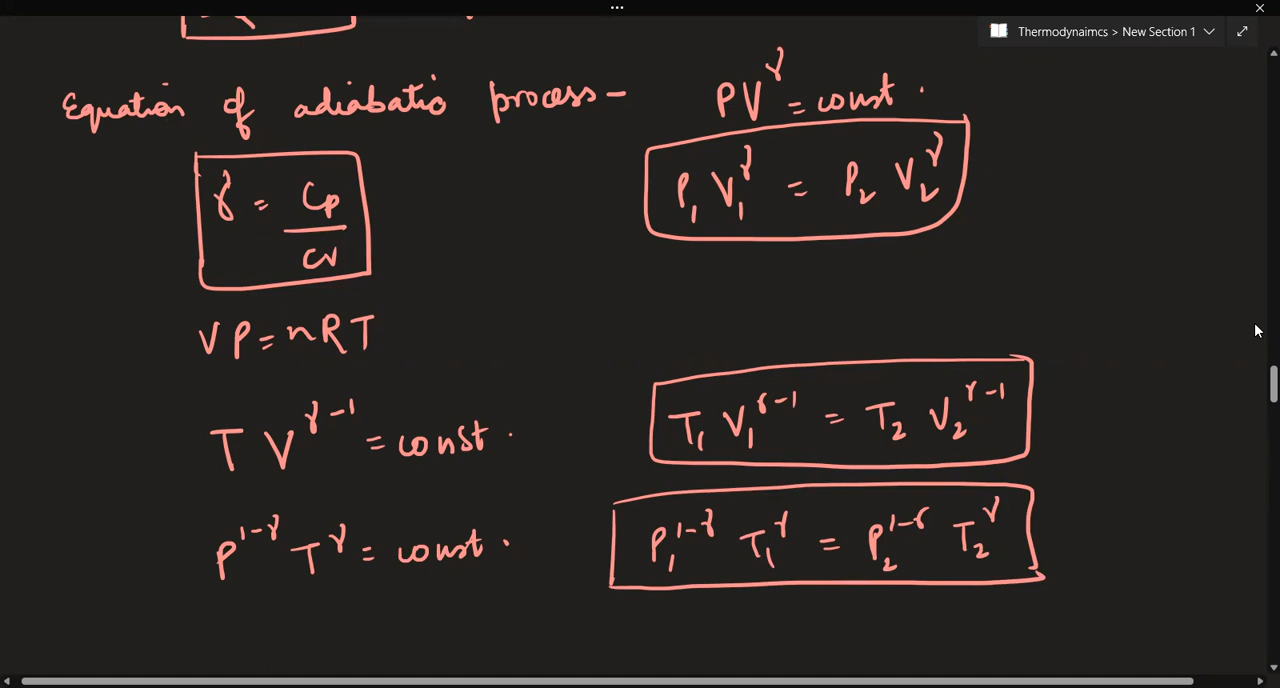 Thermodynaimcs > New Section 1
Equation of adiabatic process - PV^γ = const.
γ = Cp/Cv
P₁ V₁^γ = P₂ V₂^γ
VP = nRT
T V^γ-1 = const.
T₁ V₁^γ-1 = T₂ V₂^γ-1
P^1-γ T^γ = const.
P₁^1-γ T₁^γ = P₂^1-γ T₂^γ